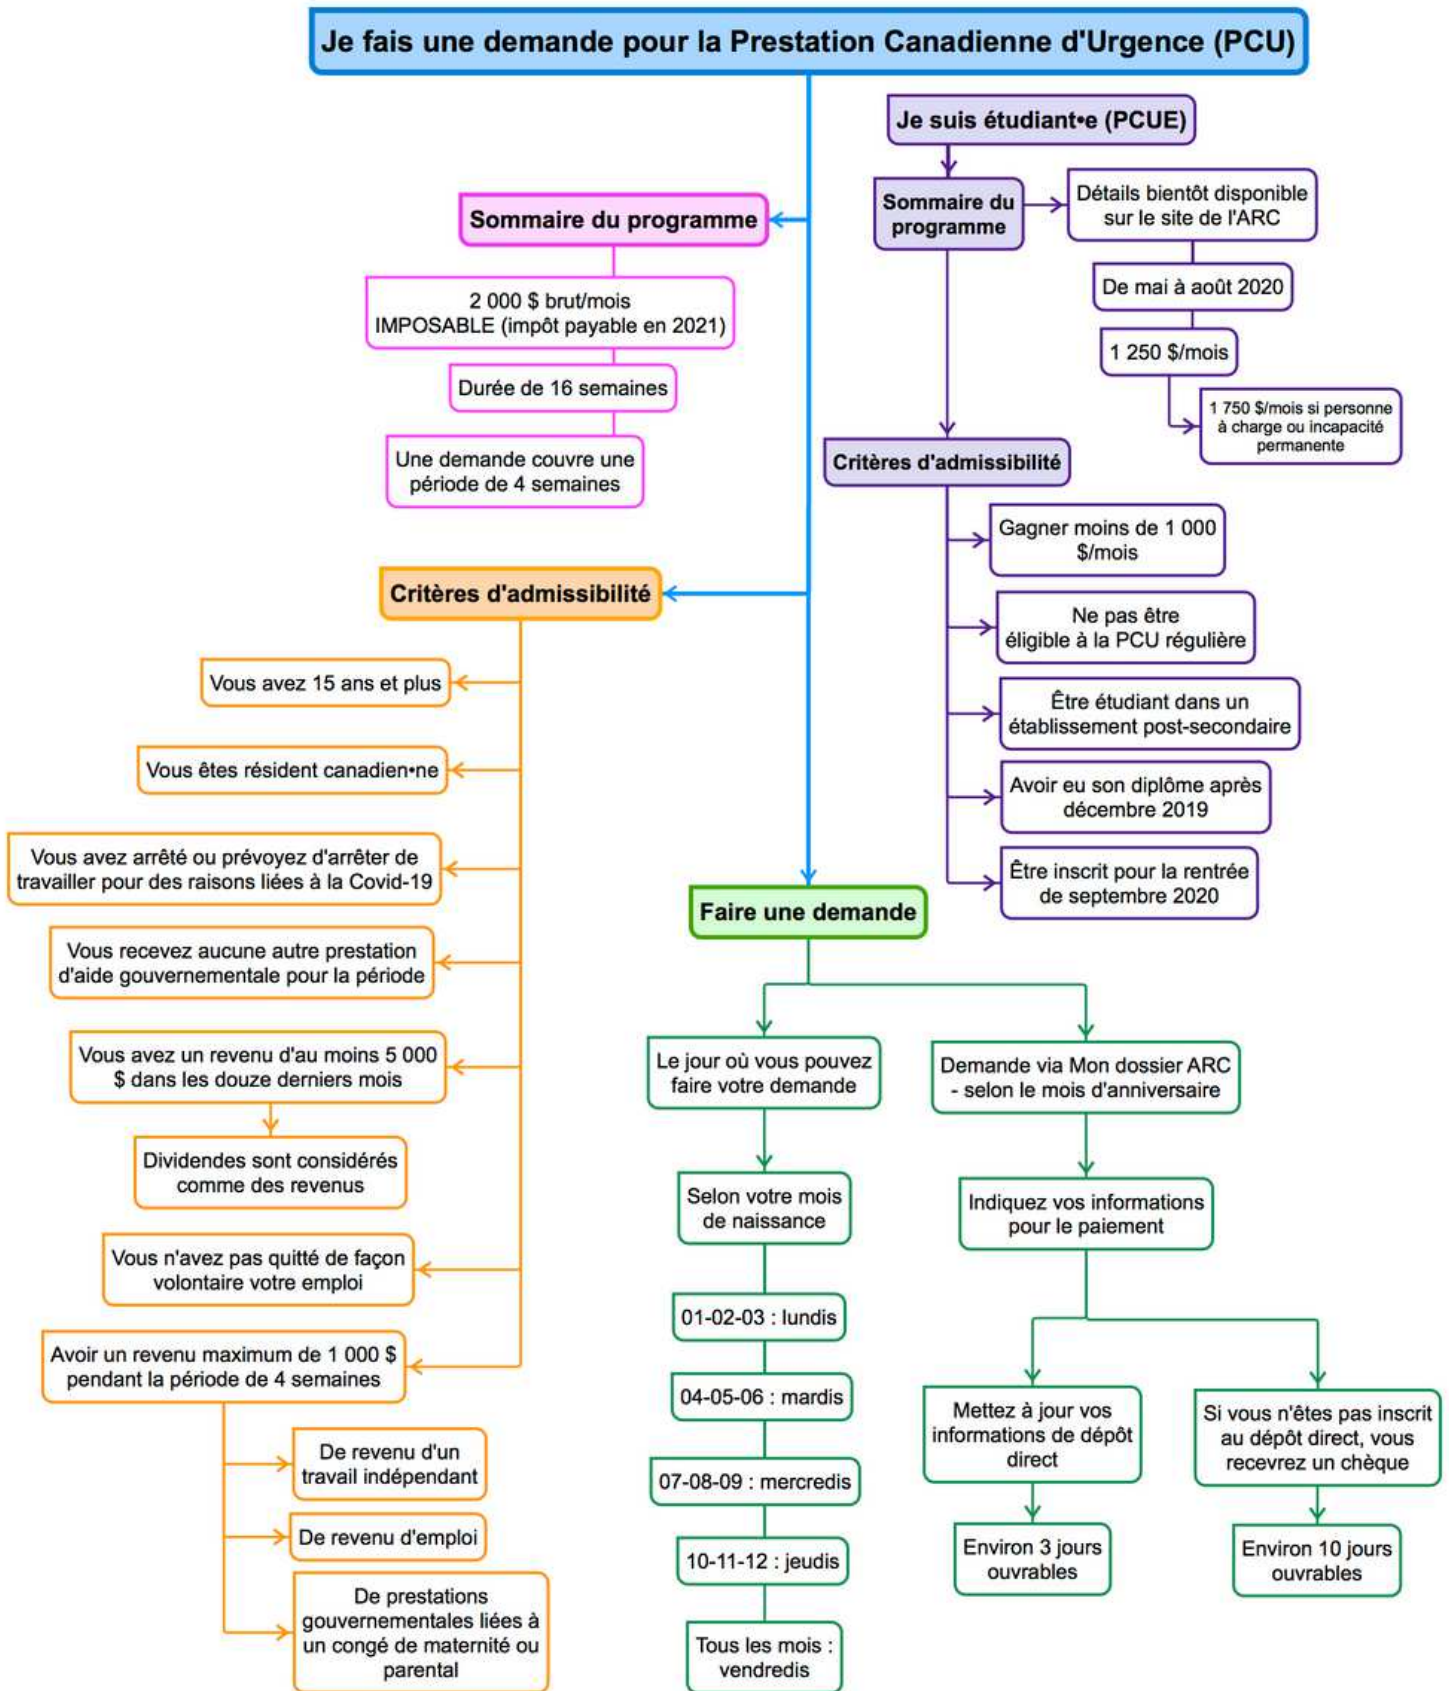 Je fais une demande pour la Prestation Canadienne d'Urgence (PCU)
Je suis étudiant•e (PCUE)
Sommaire du
programme
Détails bientôt disponible
sur le site de l'ARC
De mai à août 2020
1 250 $/mois
1 750 $/mois si personne
à charge ou incapacité
permanente
Critères d'admissibilité
Gagner moins de 1 000
$/mois
Ne pas être
éligible à la PCU régulière
Être étudiant dans un
établissement post-secondaire
Avoir eu son diplôme après
décembre 2019
Être inscrit pour la rentrée
de septembre 2020
Sommaire du programme
2 000 $ brut/mois
IMPOSABLE (impôt payable en 2021)
Durée de 16 semaines
Une demande couvre une
période de 4 semaines
Critères d'admissibilité
Vous avez 15 ans et plus
Vous êtes résident canadien•ne
Vous avez arrêté ou prévoyez d'arrêter de
travailler pour des raisons liées à la Covid-19
Vous recevez aucune autre prestation
d'aide gouvernementale pour la période
Vous avez un revenu d'au moins 5 000
$ dans les douze derniers mois
Dividendes sont considérés
comme des revenus
Vous n'avez pas quitté de façon
volontaire votre emploi
Avoir un revenu maximum de 1 000 $
pendant la période de 4 semaines
De revenu d'un
travail indépendant
De revenu d'emploi
De prestations
gouvernementales liées à
un congé de maternité ou
parental
Faire une demande
Le jour où vous pouvez
faire votre demande
Selon votre mois
de naissance
01-02-03 : lundis
04-05-06 : mardis
07-08-09 : mercredis
10-11-12 : jeudis
Tous les mois :
vendredis
Demande via Mon dossier ARC
- selon le mois d'anniversaire
Indiquez vos informations
pour le paiement
Mettez à jour vos
informations de dépôt
direct
Environ 3 jours
ouvrables
Si vous n'êtes pas inscrit
au dépôt direct, vous
recevrez un chèque
Environ 10 jours
ouvrables